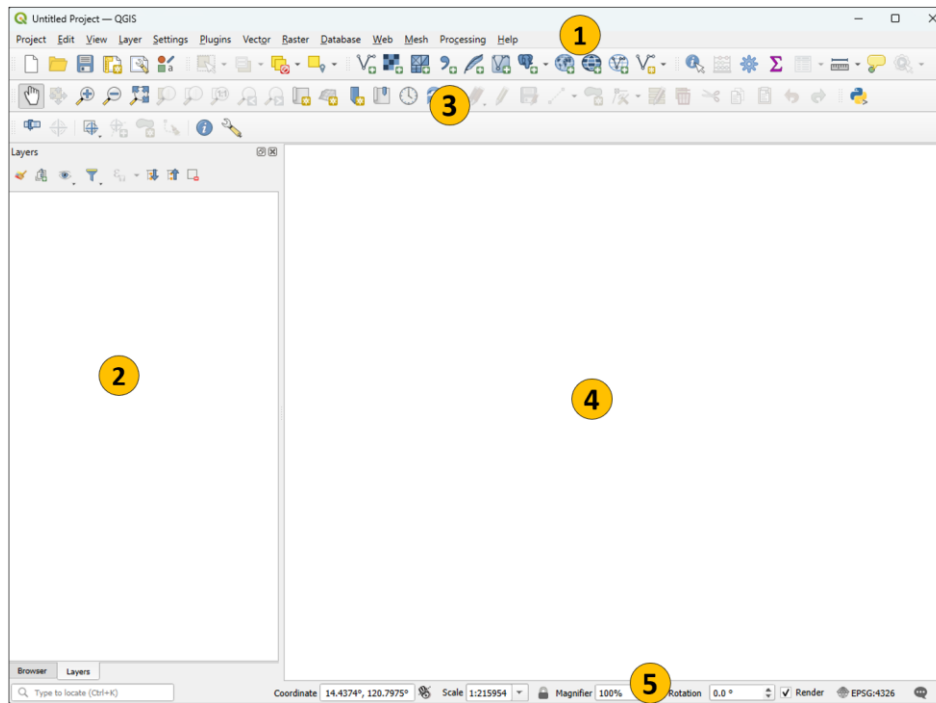 Untitled Project — QGIS
Project Edit View Layer Settings Plugins Vector Raster Database Web Mesh Processing Help
1
3
Layers
2
4
Browser Layers
Type to locate (Ctrl+K) Coordinate 14.4374°, 120.7975° Scale 1:215954 Magnifier 100% 5 Rotation 0.0 ° Render EPSG:4326